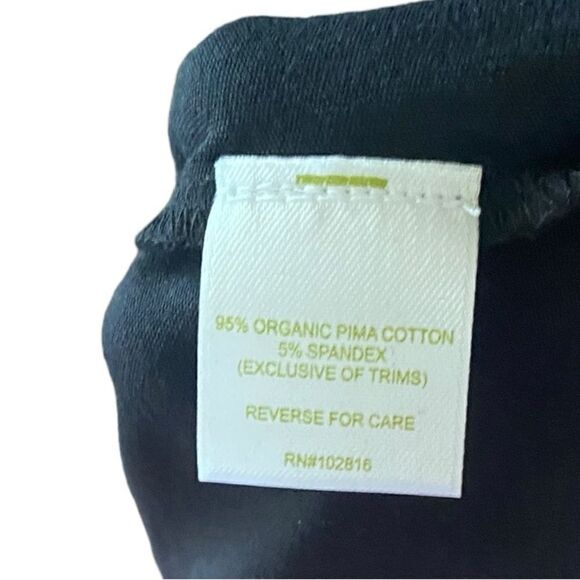 95% ORGANIC PIMA COTTON
5% SPANDEX
(EXCLUSIVE OF TRIMS)
REVERSE FOR CARE
RN#102816